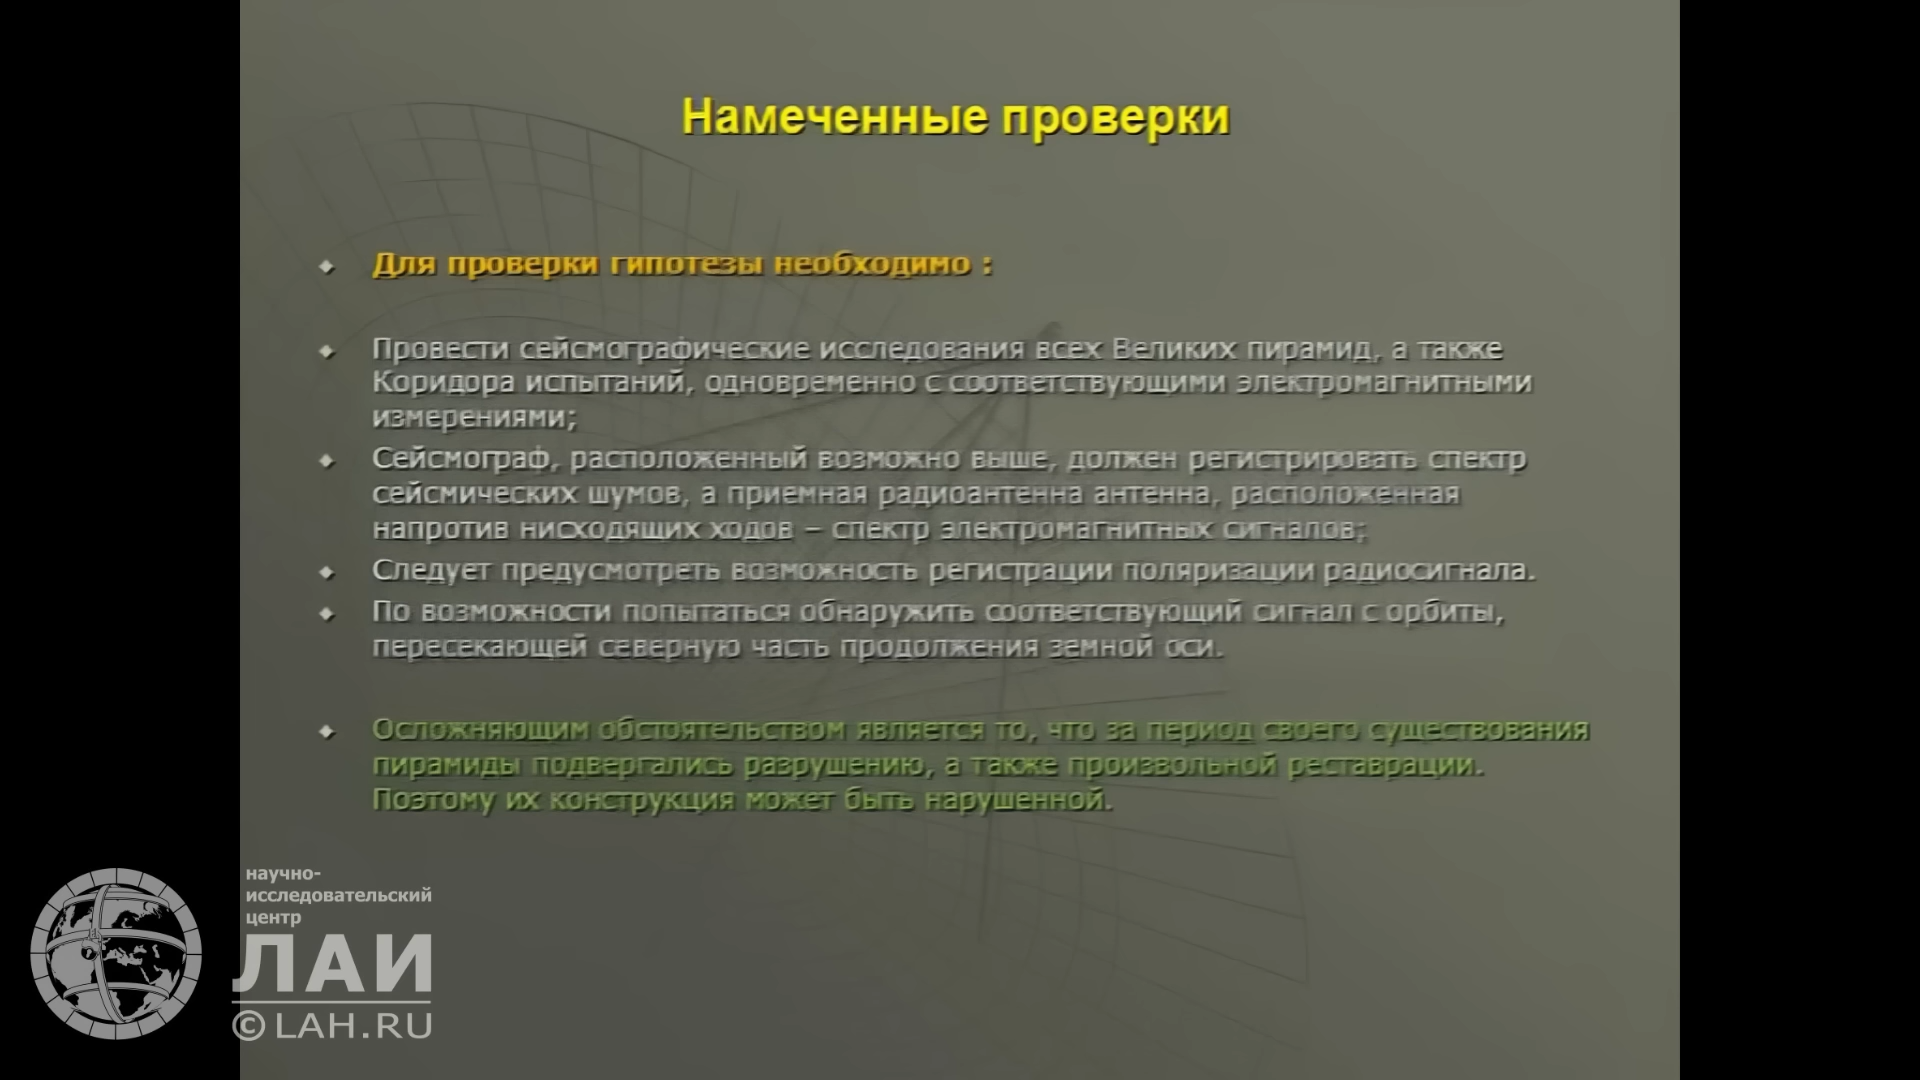 Намеченные проверки
Для проверки гипотезы необходимо :
Провести сейсмографические исследования всех Великих пирамид, а также
Коридора испытаний, одновременно с соответствующими электромагнитными
измерениями;
Сейсмограф, расположенный возможно выше, должен регистрировать спектр
сейсмических шумов, а приемная радиоантенна антенна, расположенная
напротив нисходящих ходов – спектр электромагнитных сигналов;
Следует предусмотреть возможность регистрации поляризации радиосигнала.
По возможности попытаться обнаружить соответствующий сигнал с орбиты,
пересекающей северную часть продолжения земной оси.
Осложняющим обстоятельством является то, что за период своего существования
пирамиды подвергались разрушению, а также произвольной реставрации.
Поэтому их конструкция может быть нарушенной.
научно-
исследовательский
центр
ЛАИ
©LAH.RU